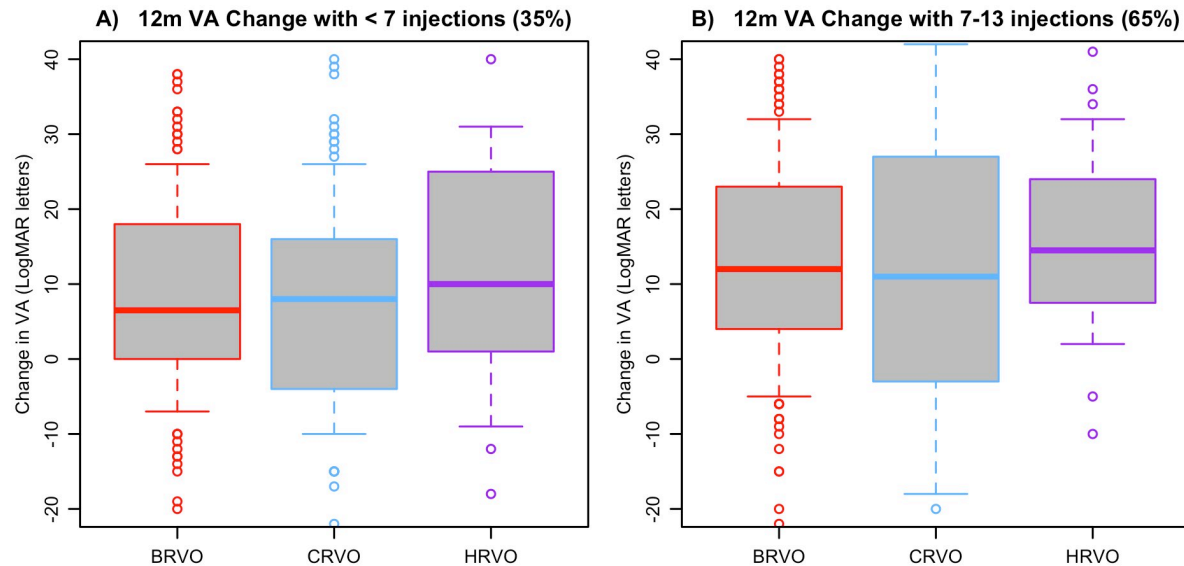 A) 12m VA Change with < 7 injections (35%)
Change in VA (LogMAR letters)
40
30
20
10
0
-10
-20
BRVO CRVO HRVO
B) 12m VA Change with 7-13 injections (65%)
Change in VA (LogMAR letters)
40
30
20
10
0
-10
-20
BRVO CRVO HRVO